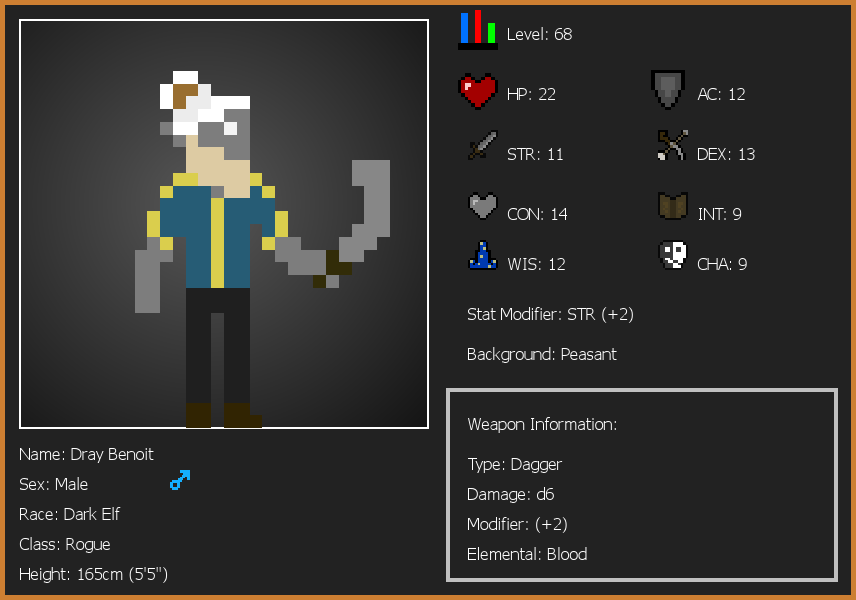 Level: 68
HP: 22
AC: 12
STR: 11
DEX: 13
CON: 14
INT: 9
WIS: 12
CHA: 9
Stat Modifier: STR (+2)
Background: Peasant
Weapon Information:
Type: Dagger
Damage: d6
Modifier: (+2)
Elemental: Blood
Name: Dray Benoit
Sex: Male
Race: Dark Elf
Class: Rogue
Height: 165cm (5'5")